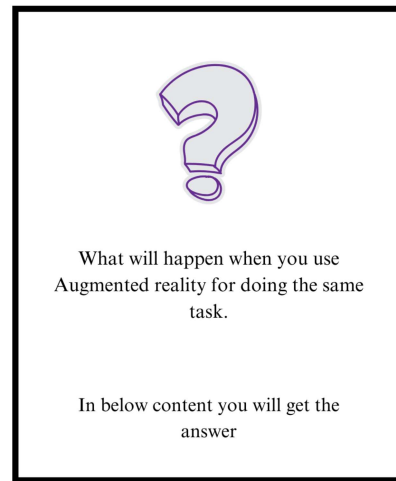 What will happen when you use
Augmented reality for doing the same
task.
In below content you will get the
answer